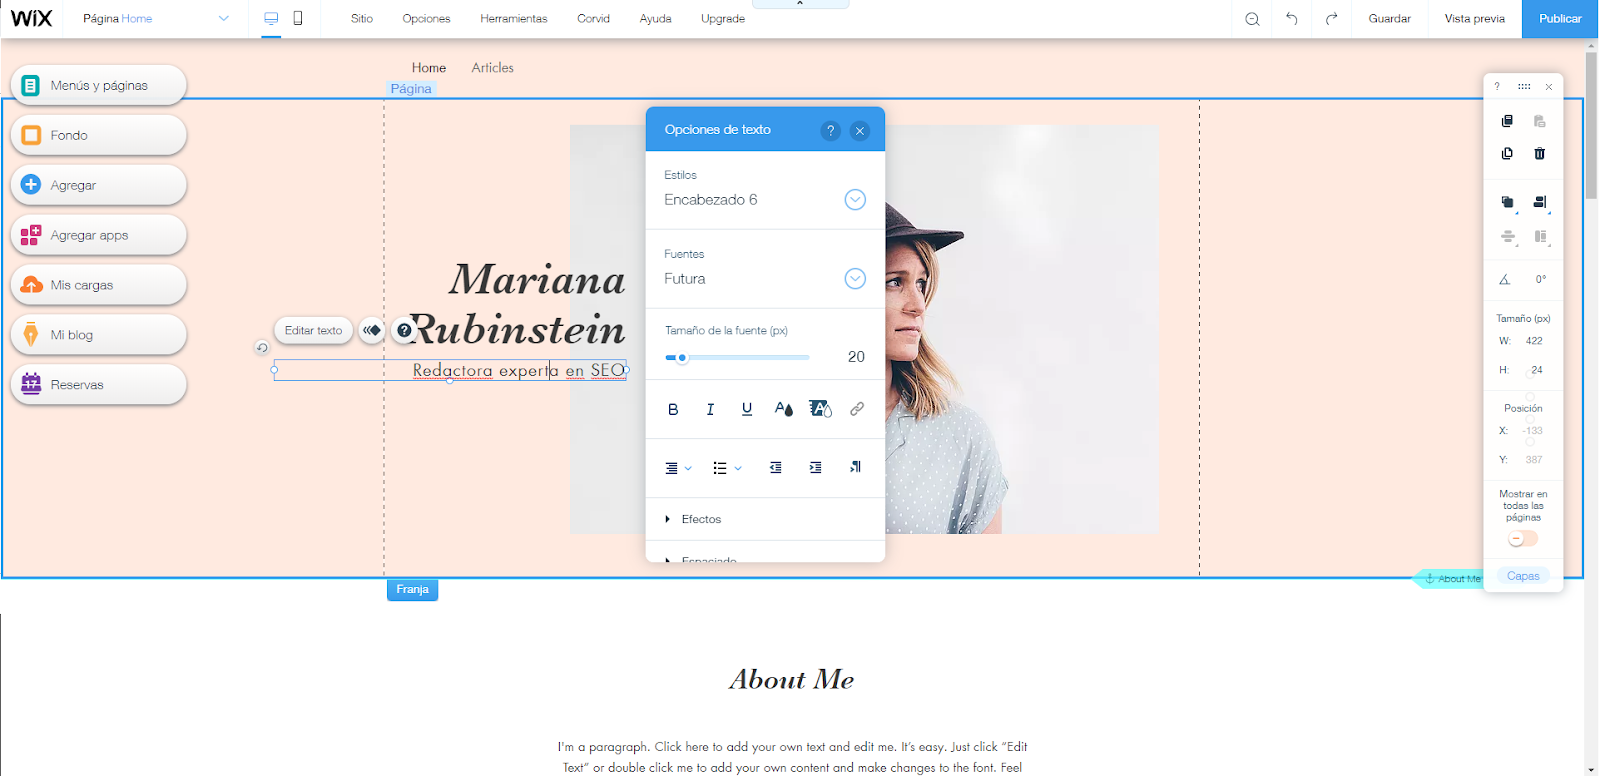 WiX Página Home Sitio Opciones Herramientas Corvid Ayuda Upgrade Guardar Vista previa Publicar
Home Articles
Página
Menús y páginas
Fondo
Agregar
Agregar apps
Mis cargas
Mi blog
17 Reservas
Mariana
Rubinstein
Editar texto ?
Redactora experta en SEO
Opciones de texto ? ×
Estilos
Encabezado 6
Fuentes
Futura
Tamaño de la fuente (px)
20
B I U A A
Efectos
Espaciado
? ×
0°
Tamaño (px)
W: 422
H: 24
Posición
X: -133
Y: 387
Mostrar en
todas las
páginas
Capas
About Me
Franja
About Me
I'm a paragraph. Click here to add your own text and edit me. It's easy. Just click “Edit
Text” or double click me to add your own content and make changes to the font. Feel